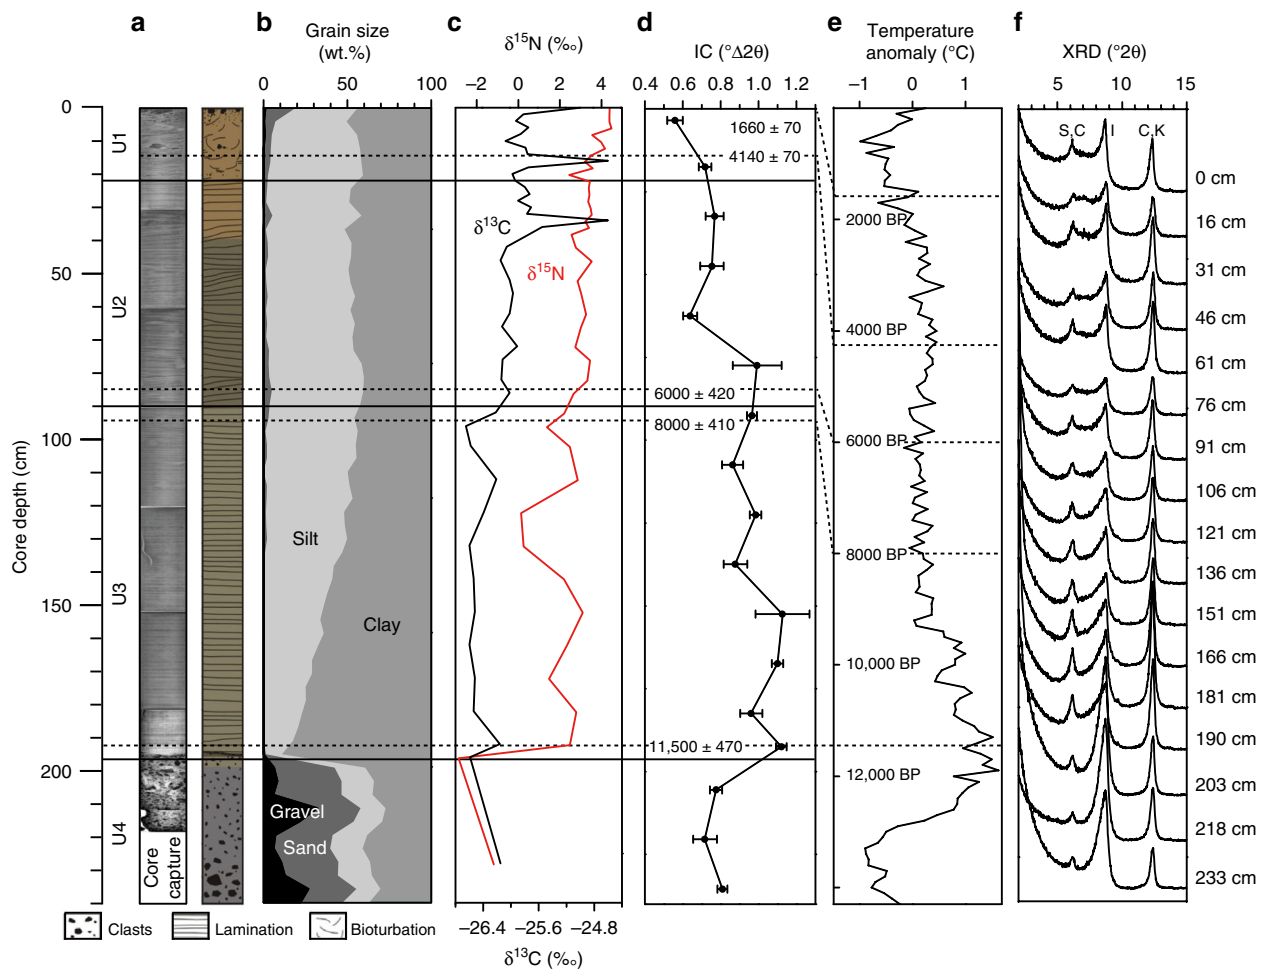 a
b
c
d
e
f
Grain size
(wt.%)
δ15N (‰)
IC (°Δ2θ)
Temperature
anomaly (°C)
XRD (°2θ)
0 50 100
−2 0 2 4
0.4 0.6 0.8 1.0 1.2
−1 0 1
5 10 15
Core depth (cm)
0
50
100
150
200
U1
U2
U3
U4
Core
capture
Silt
Clay
Gravel
Sand
δ13C
δ15N
1660 ± 70
4140 ± 70
6000 ± 420
8000 ± 410
11,500 ± 470
2000 BP
4000 BP
6000 BP
8000 BP
10,000 BP
12,000 BP
S,C I C,K
0 cm
16 cm
31 cm
46 cm
61 cm
76 cm
91 cm
106 cm
121 cm
136 cm
151 cm
166 cm
181 cm
190 cm
203 cm
218 cm
233 cm
−26.4 −25.6 −24.8
δ13C (‰)
Clasts
Lamination
Bioturbation